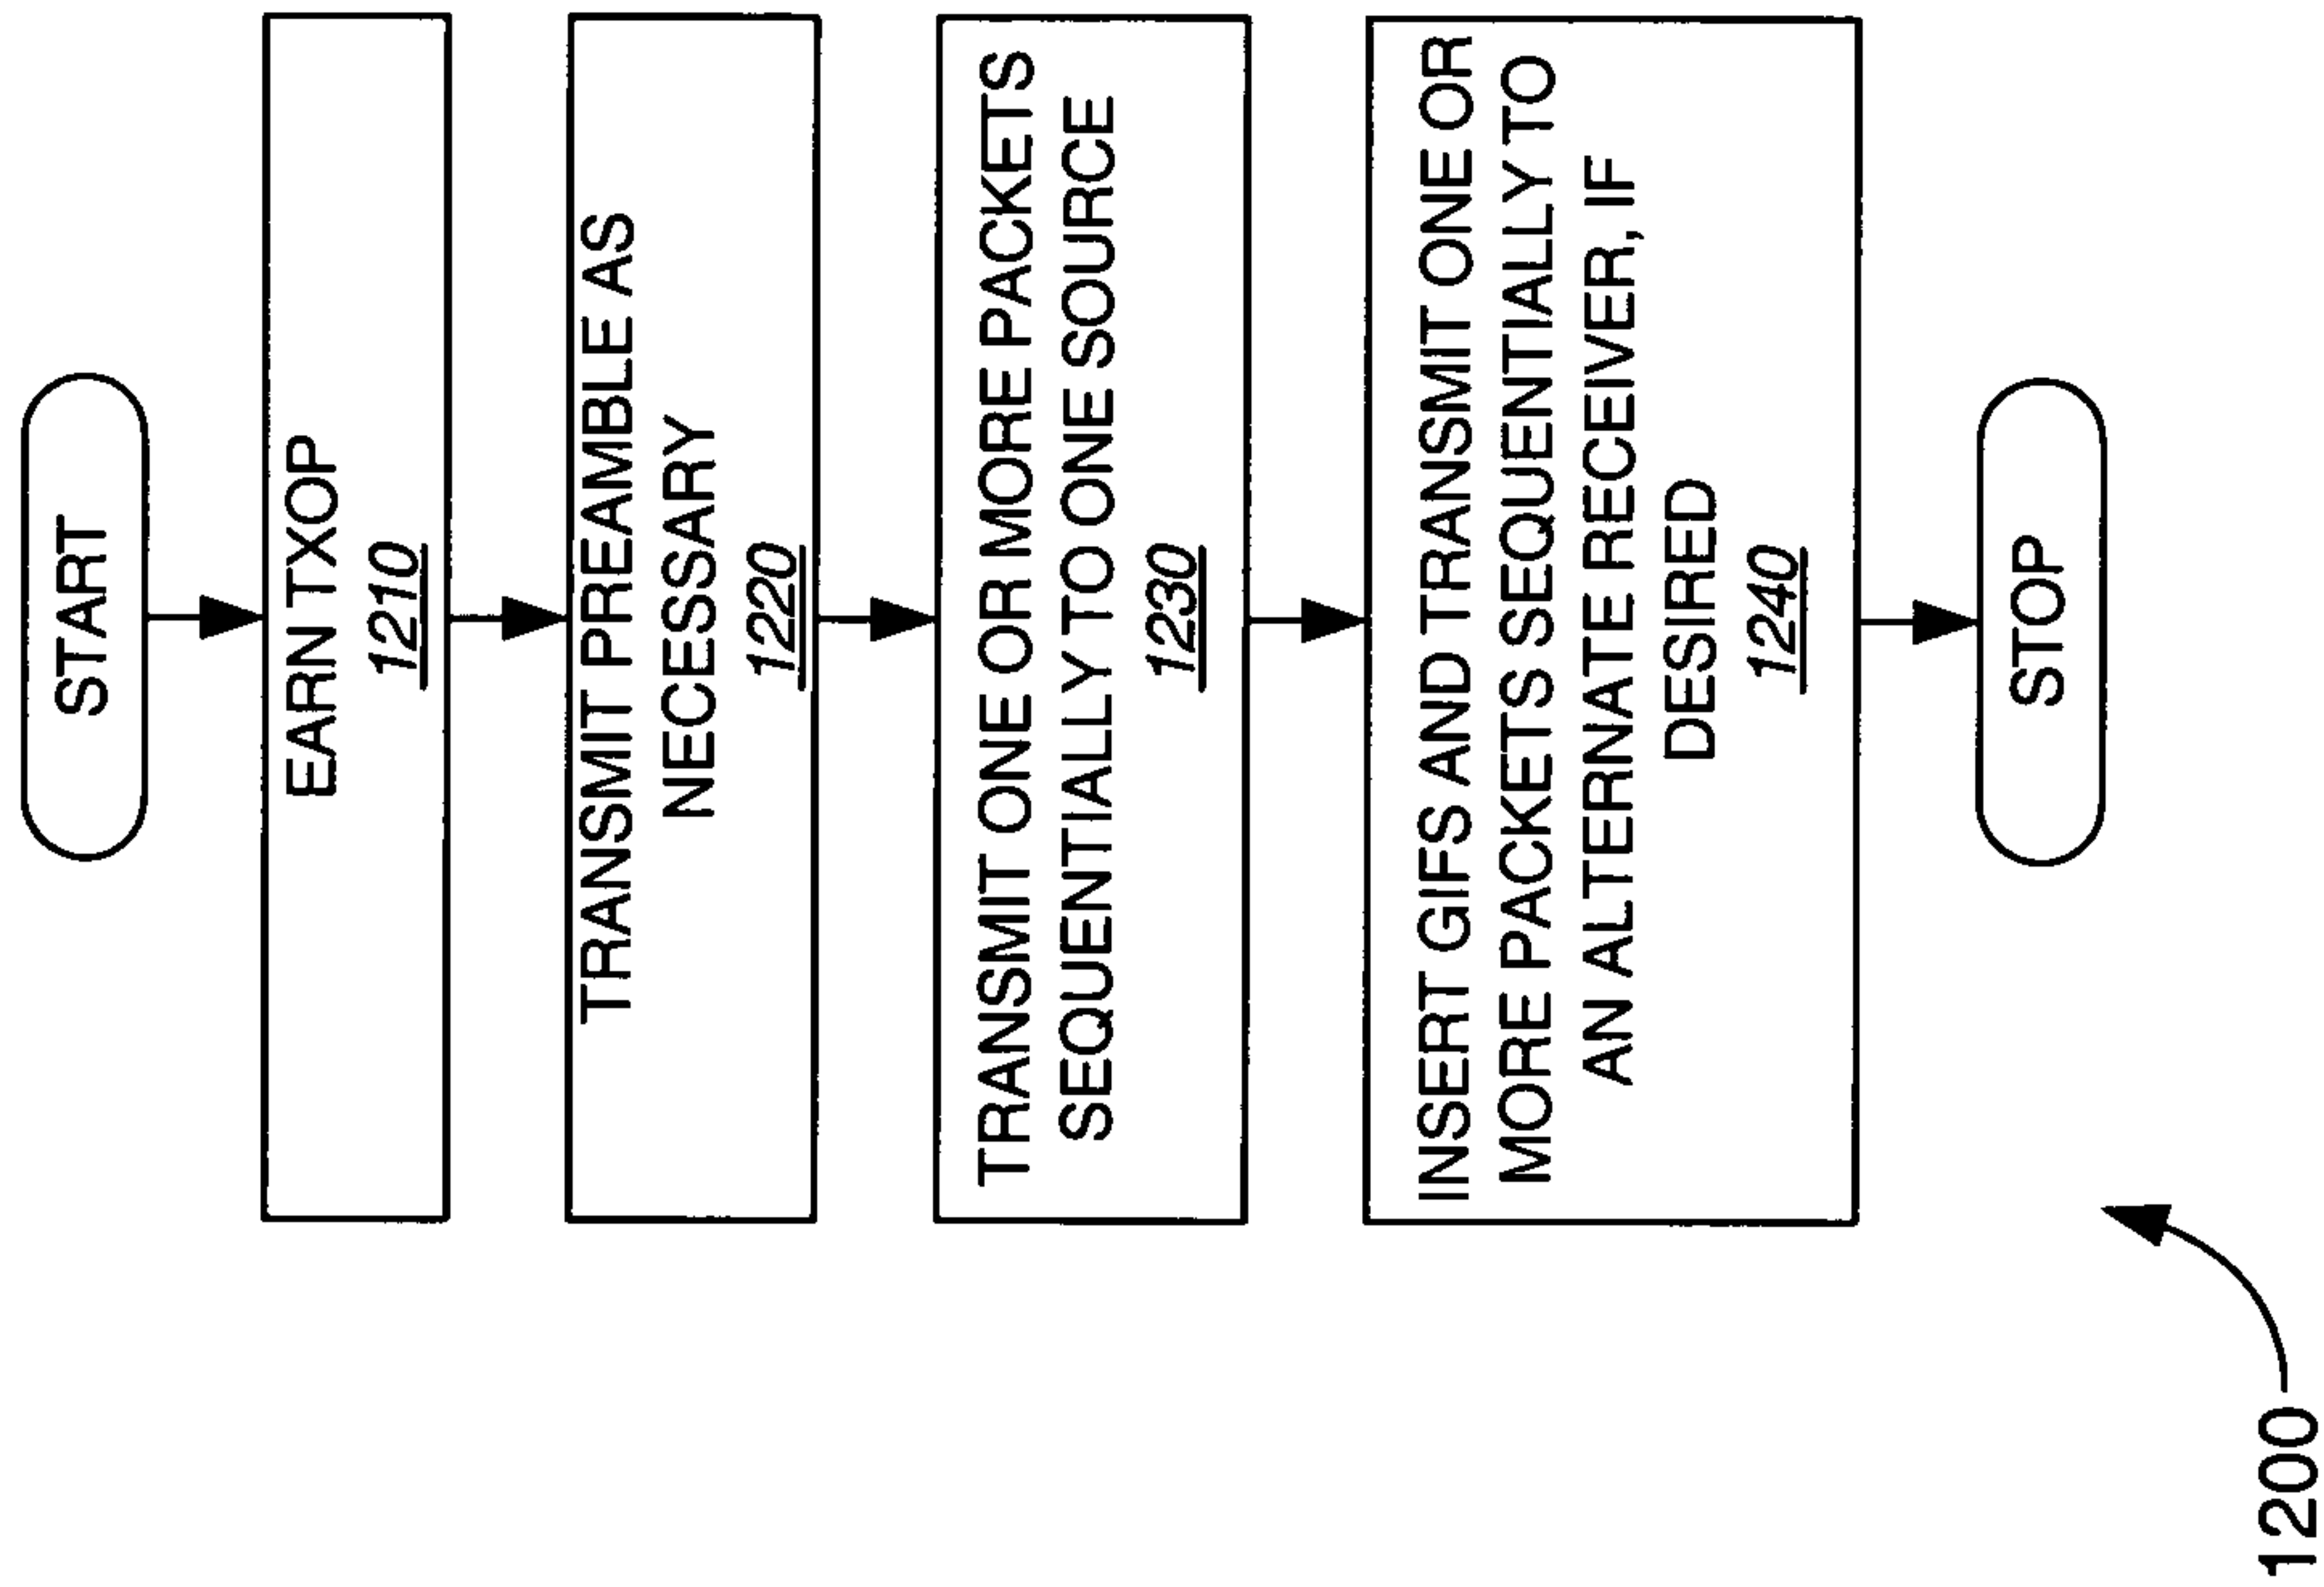 START
EARN TXOP
1210
TRANSMIT PREAMBLE AS
NECESSARY
1220
TRANSMIT ONE OR MORE PACKETS
SEQUENTIALLY TO ONE SOURCE
1230
INSERT GIFS AND TRANSMIT ONE OR
MORE PACKETS SEQUENTIALLY TO
AN ALTERNATE RECEIVER, IF
DESIRED
1240
STOP
1200